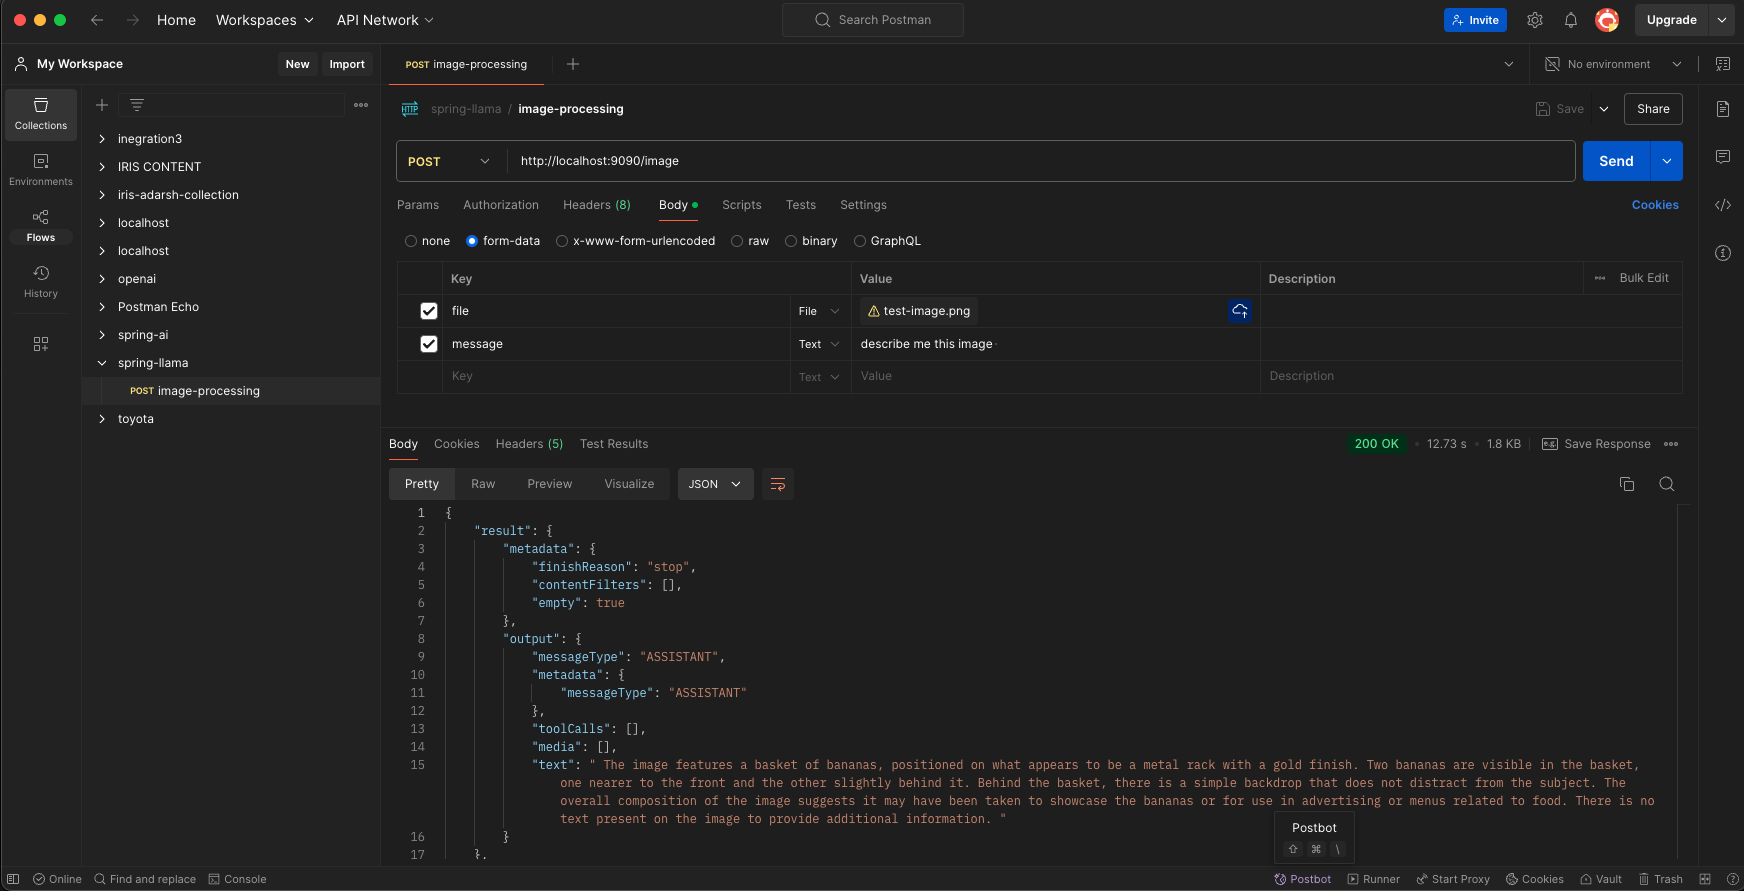 Home Workspaces API Network Search Postman Invite Upgrade
My Workspace New Import POST image-processing No environment
Collections
Environments
Flows
History
inegration3
IRIS CONTENT
iris-adarsh-collection
localhost
localhost
openai
Postman Echo
spring-ai
spring-llama
POST image-processing
toyota
HTTP spring-llama / image-processing Save Share
POST http://localhost:9090/image Send
Params Authorization Headers (8) Body Scripts Tests Settings Cookies
none form-data x-www-form-urlencoded raw binary GraphQL
Key Value Description Bulk Edit
file File test-image.png
message Text describe me this image
Key Text Value Description
Body Cookies Headers (5) Test Results 200 OK 12.73 s 1.8 KB Save Response
Pretty Raw Preview Visualize JSON
1 {
2 "result": {
3 "metadata": {
4 "finishReason": "stop",
5 "contentFilters": [],
6 "empty": true
7 },
8 "output": {
9 "messageType": "ASSISTANT",
10 "metadata": {
11 "messageType": "ASSISTANT"
12 },
13 "toolCalls": [],
14 "media": [],
15 "text": " The image features a basket of bananas, positioned on what appears to be a metal rack with a gold finish. Two bananas are visible in the basket,
one nearer to the front and the other slightly behind it. Behind the basket, there is a simple backdrop that does not distract from the subject. The
overall composition of the image suggests it may have been taken to showcase the bananas or for use in advertising or menus related to food. There is no
text present on the image to provide additional information. "
16 }
17 },
Postbot
⇧ ⌘ \
Online Find and replace Console Postbot Runner Start Proxy Cookies Vault Trash